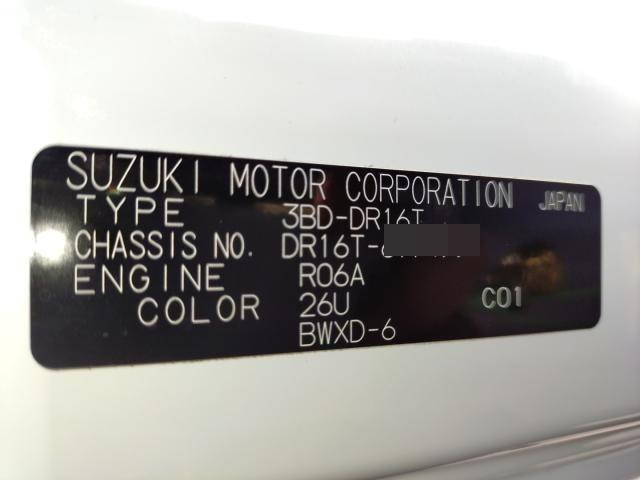 SUZUKI MOTOR CORPORATION JAPAN
TYPE 3BD-DR16T
CHASSIS NO. DR16T-
ENGINE R06A
COLOR 26U C01
BWXD-6